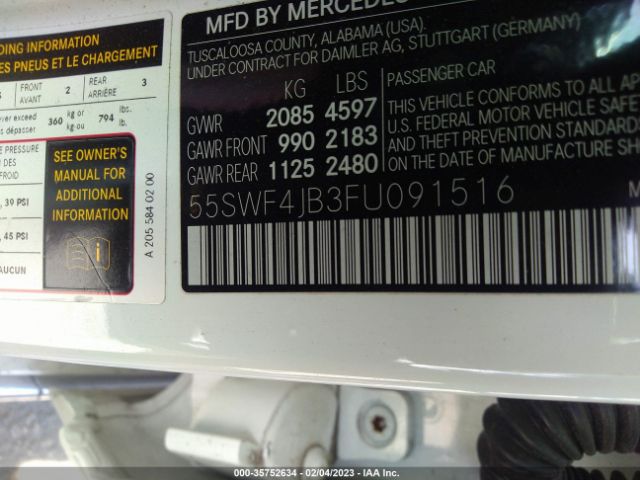 DING INFORMATION
ES PNEUS ET LE CHARGEMENT
FRONT
AVANT 2
REAR
ARRIÈRE 3
ver exceed
s dépasser 360 kg or
kg ou 794 lbs.
lb.
PRESSURE
DES
FROID
, 39 PSI
, 45 PSI
AUCUN
SEE OWNER'S
MANUAL FOR
ADDITIONAL
INFORMATION
A 205 584 02 00
MFD BY MERCEDES
TUSCALOOSA COUNTY, ALABAMA (USA)
UNDER CONTRACT FOR DAIMLER AG, STUTTGART (GERMANY)
KG LBS
GVWR 2085 4597
GAWR FRONT 990 2183
GAWR REAR 1125 2480
PASSENGER CAR
THIS VEHICLE CONFORMS TO ALL AP
U.S. FEDERAL MOTOR VEHICLE SAFE
AND THEFT PREVENTION STANDARD
ON THE DATE OF MANUFACTURE SH
55SWF4JB3FU091516
000-35752634 - 02/04/2023 - IAA Inc.